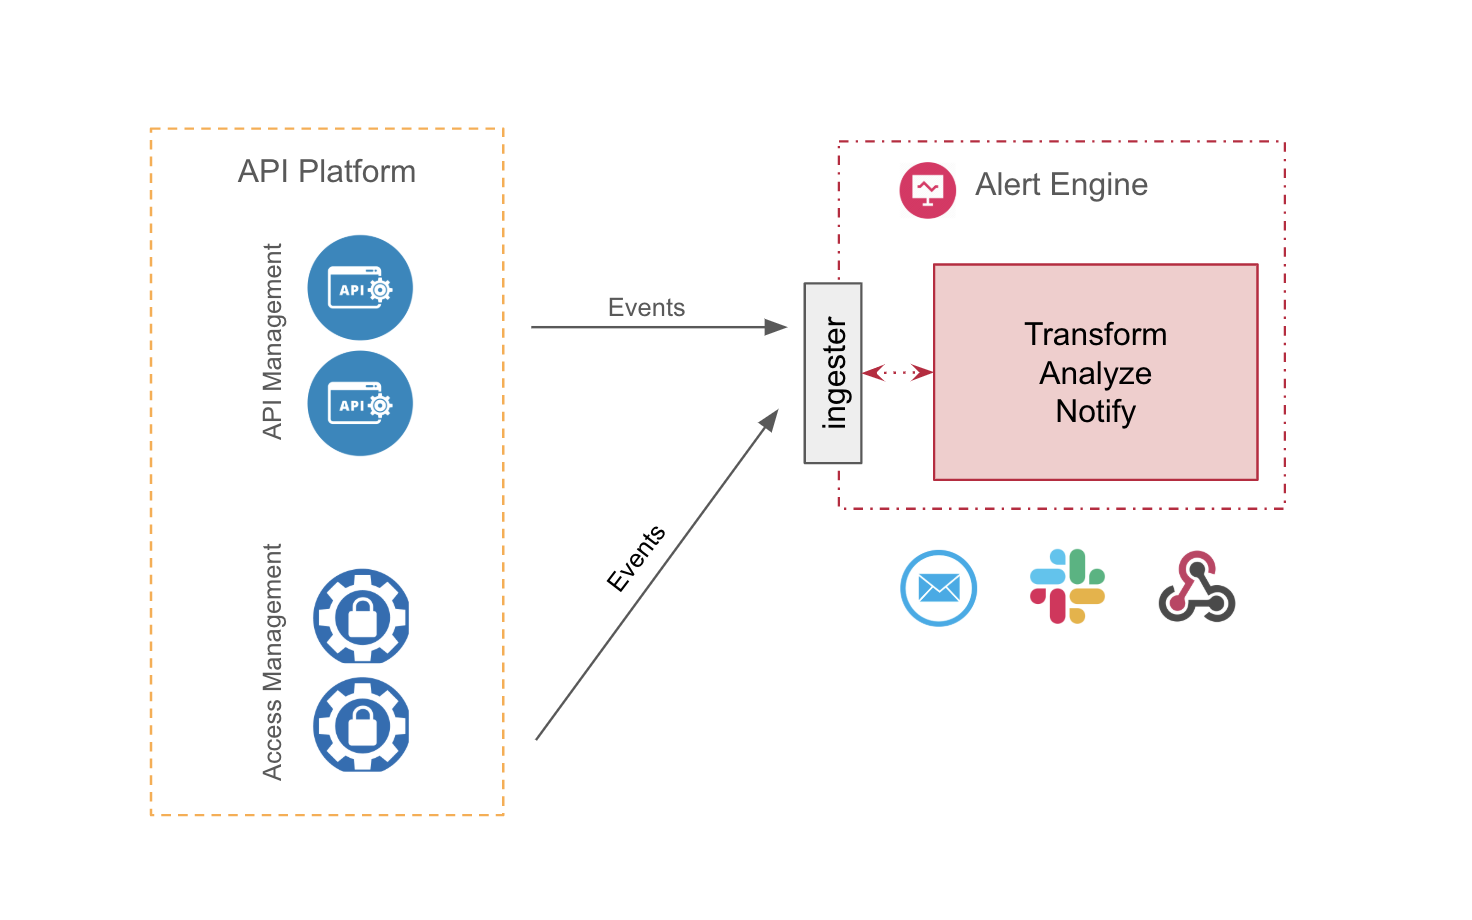 API Platform
API Management
API
API
Access Management
Events
Events
Alert Engine
ingester
Transform
Analyze
Notify